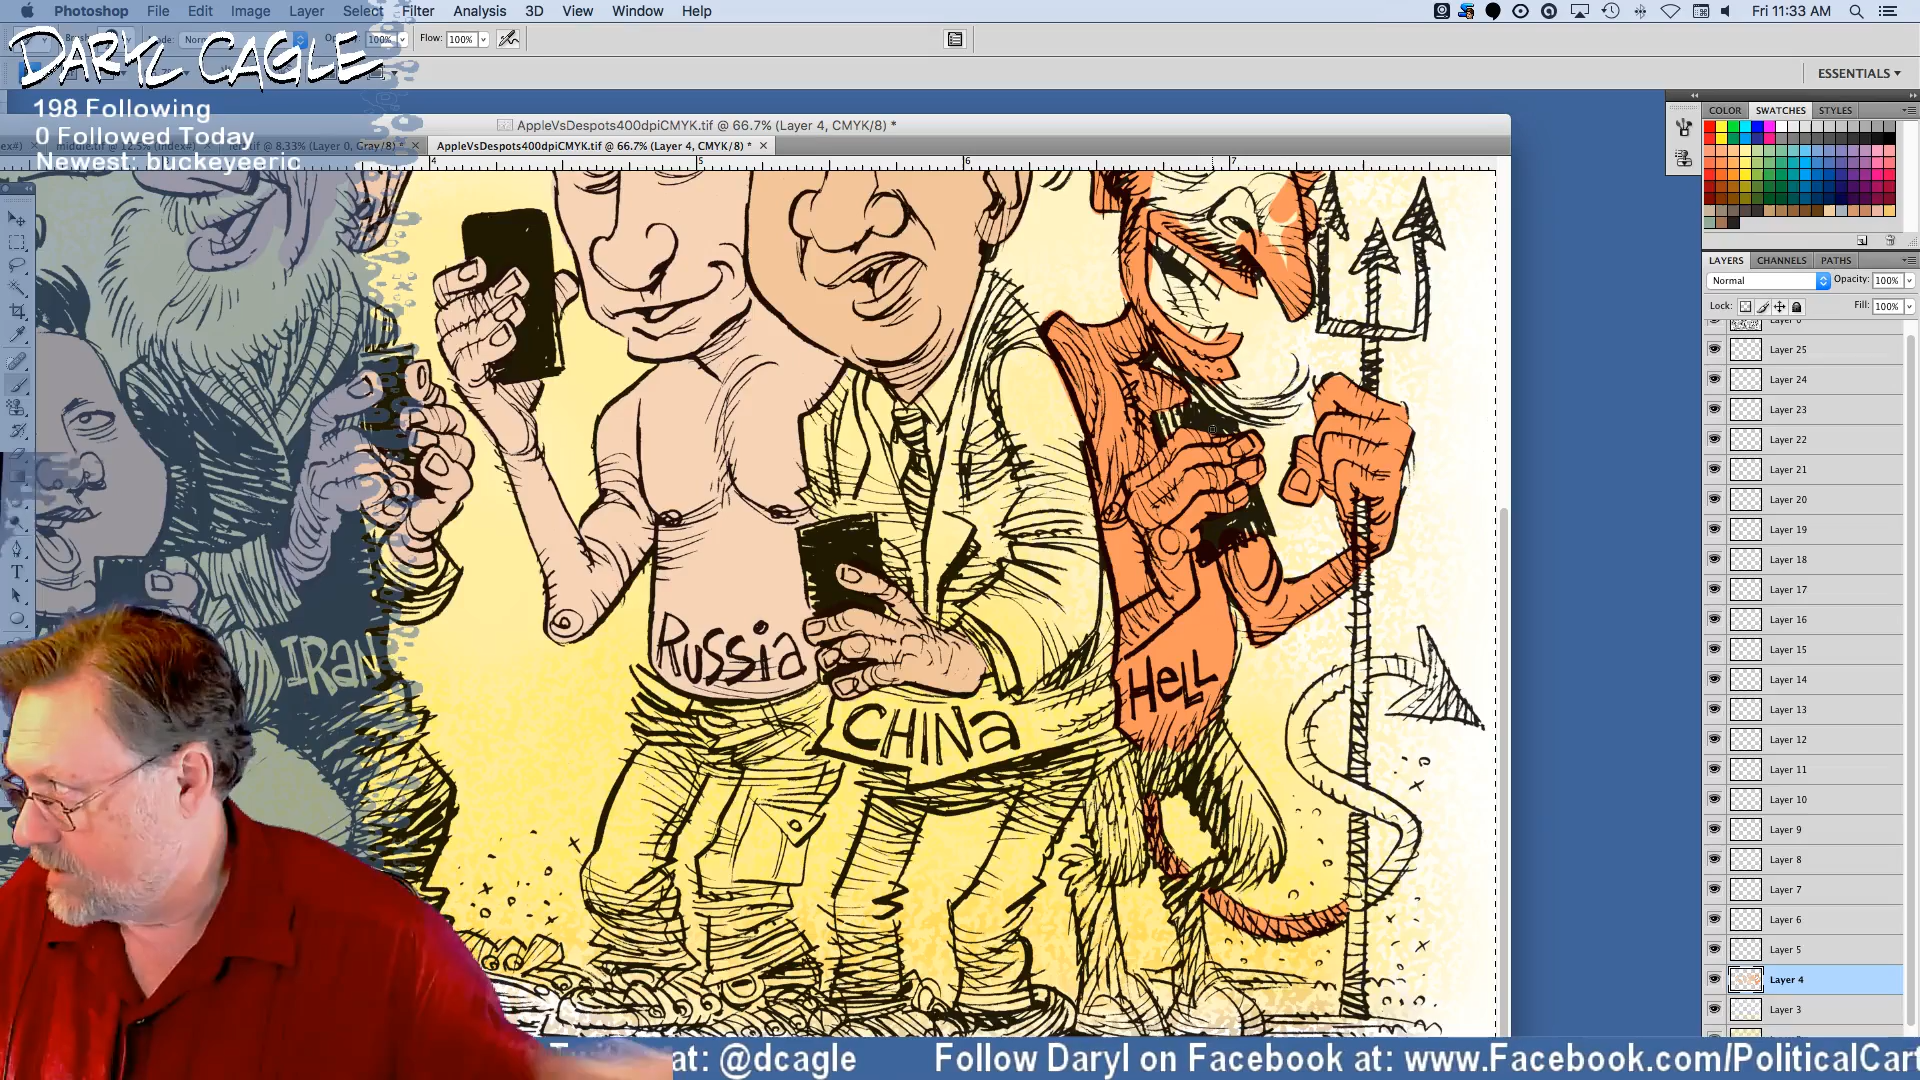 Photoshop File Edit Image Layer Select Filter Analysis 3D View Window Help
Fri 11:33 AM
100% Flow: 100%
DARYL CAGLE
ESSENTIALS
198 Following
0 Followed Today
Newest: buckeyeeric
AppleVsDespots400dpiCMYK.tif @ 66.7% (Layer 4, CMYK/8) *
AppleVsDespots400dpiCMYK.tif @ 66.7% (Layer 4, CMYK/8) *
4 5 6 7
COLOR SWATCHES STYLES
LAYERS CHANNELS PATHS
Normal Opacity: 100%
Lock: Fill: 100%
Layer 25
Layer 24
Layer 23
Layer 22
Layer 21
Layer 20
Layer 19
Layer 18
Layer 17
Layer 16
Layer 15
Layer 14
Layer 13
Layer 12
Layer 11
Layer 10
Layer 9
Layer 8
Layer 7
Layer 6
Layer 5
Layer 4
Layer 3
IRAN
Russia
CHINa
HeLL
at: @dcagle Follow Daryl on Facebook at: www.Facebook.com/PoliticalCart